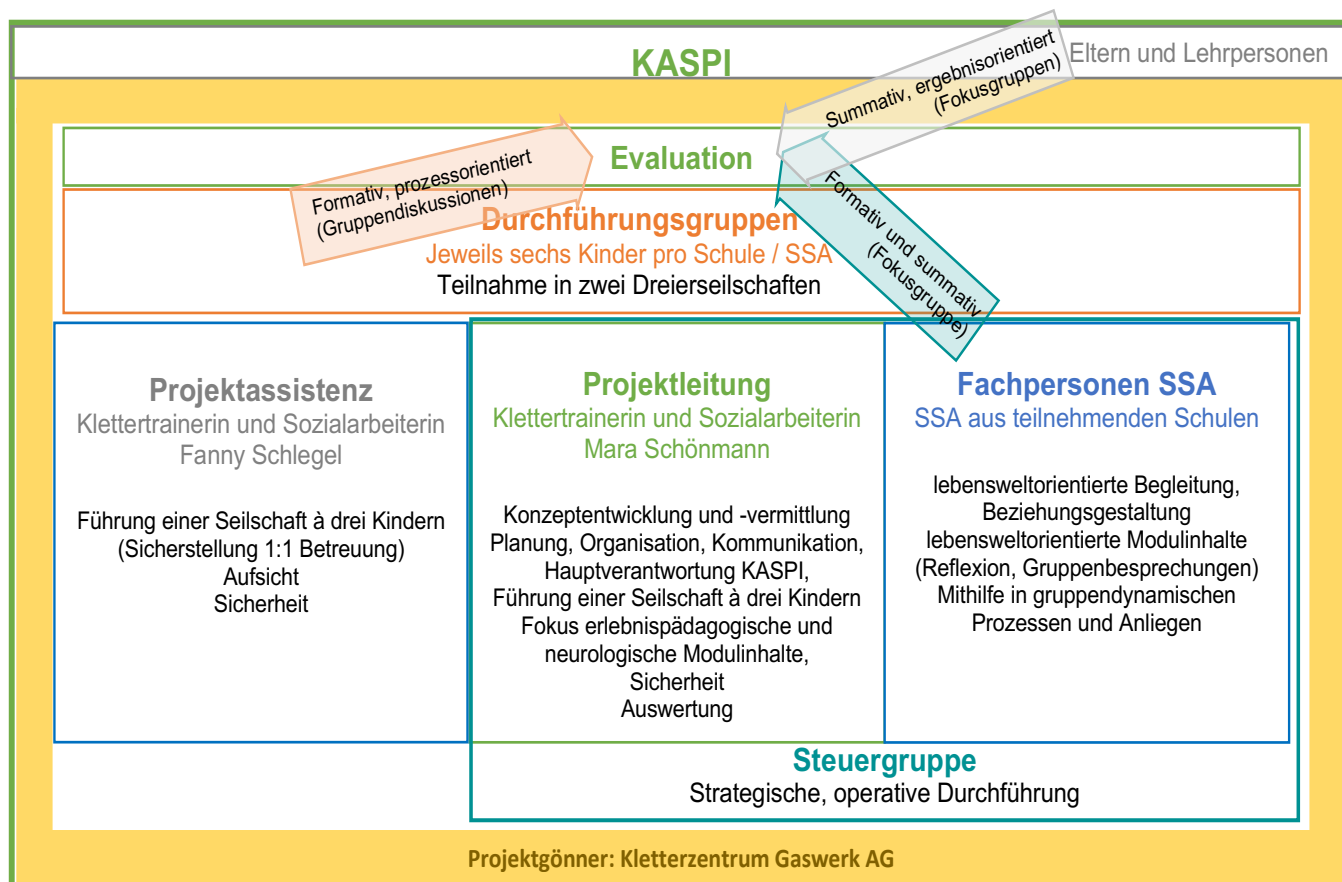 KASPI
Eltern und Lehrpersonen
Summativ, ergebnisorientiert
(Fokusgruppen)
Evaluation
Formativ, prozessorientiert
(Gruppendiskussionen)
Formativ und summativ
(Fokusgruppe)
Durchführungsgruppen
Jeweils sechs Kinder pro Schule / SSA
Teilnahme in zwei Dreierseilschaften
Projektassistenz
Klettertrainerin und Sozialarbeiterin
Fanny Schlegel
Führung einer Seilschaft à drei Kindern
(Sicherstellung 1:1 Betreuung)
Aufsicht
Sicherheit
Projektleitung
Klettertrainerin und Sozialarbeiterin
Mara Schönmann
Konzeptentwicklung und -vermittlung
Planung, Organisation, Kommunikation,
Hauptverantwortung KASPI,
Führung einer Seilschaft à drei Kindern
Fokus erlebnispädagogische und
neurologische Modulinhalte,
Sicherheit
Auswertung
Fachpersonen SSA
SSA aus teilnehmenden Schulen
lebensweltorientierte Begleitung,
Beziehungsgestaltung
lebensweltorientierte Modulinhalte
(Reflexion, Gruppenbesprechungen)
Mithilfe in gruppendynamischen
Prozessen und Anliegen
Steuergruppe
Strategische, operative Durchführung
Projektgönner: Kletterzentrum Gaswerk AG